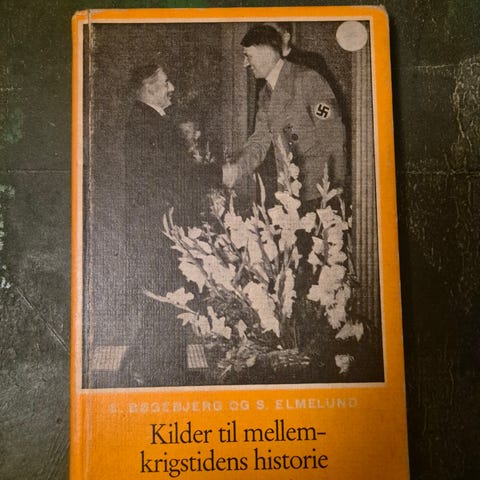 BØGEBJERG OG S. ELMELUND
Kilder til mellem-
krigstidens historie